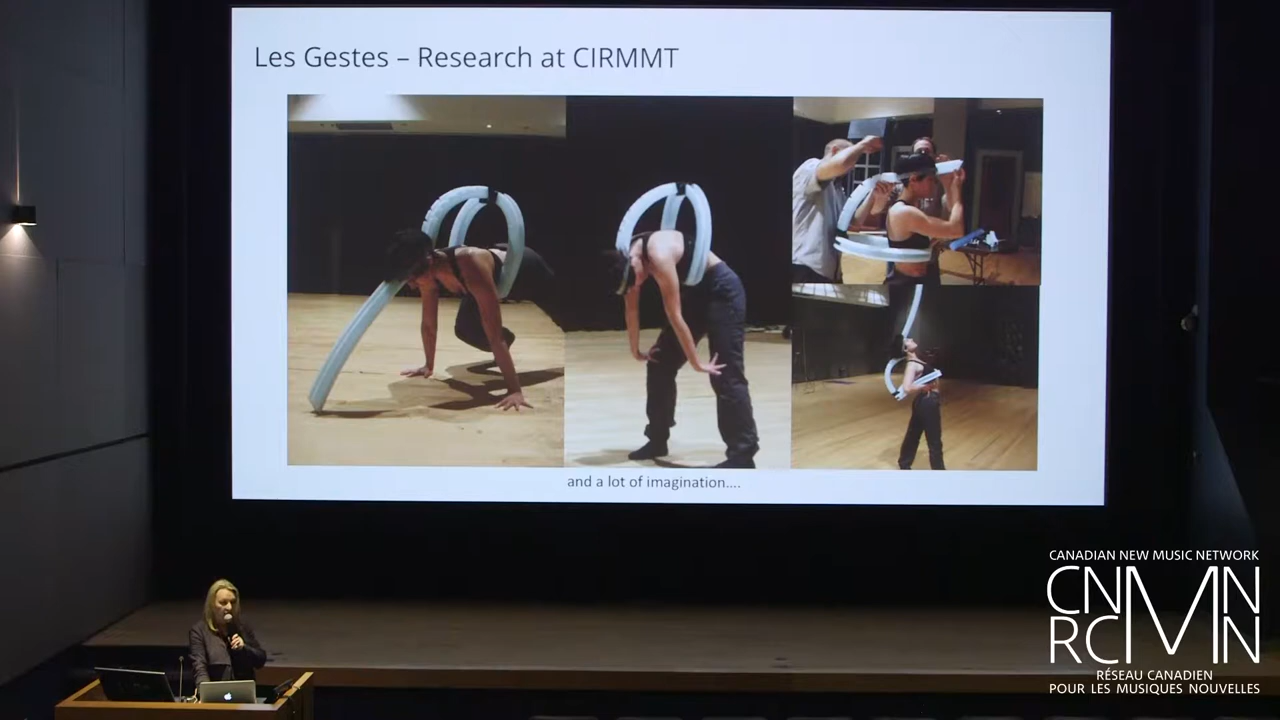 Les Gestes – Research at CIRMMT
and a lot of imagination....
CANADIAN NEW MUSIC NETWORK
CNMN
RCMN
RÉSEAU CANADIEN
POUR LES MUSIQUES NOUVELLES